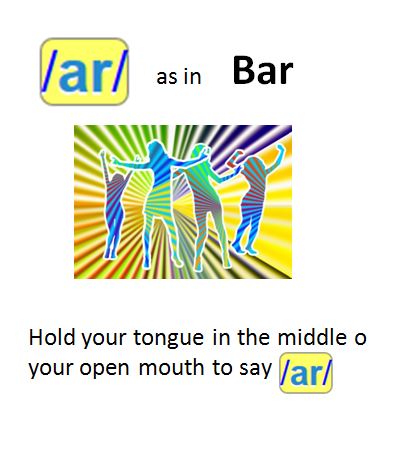 /ar/ as in Bar
Hold your tongue in the middle o
your open mouth to say /ar/